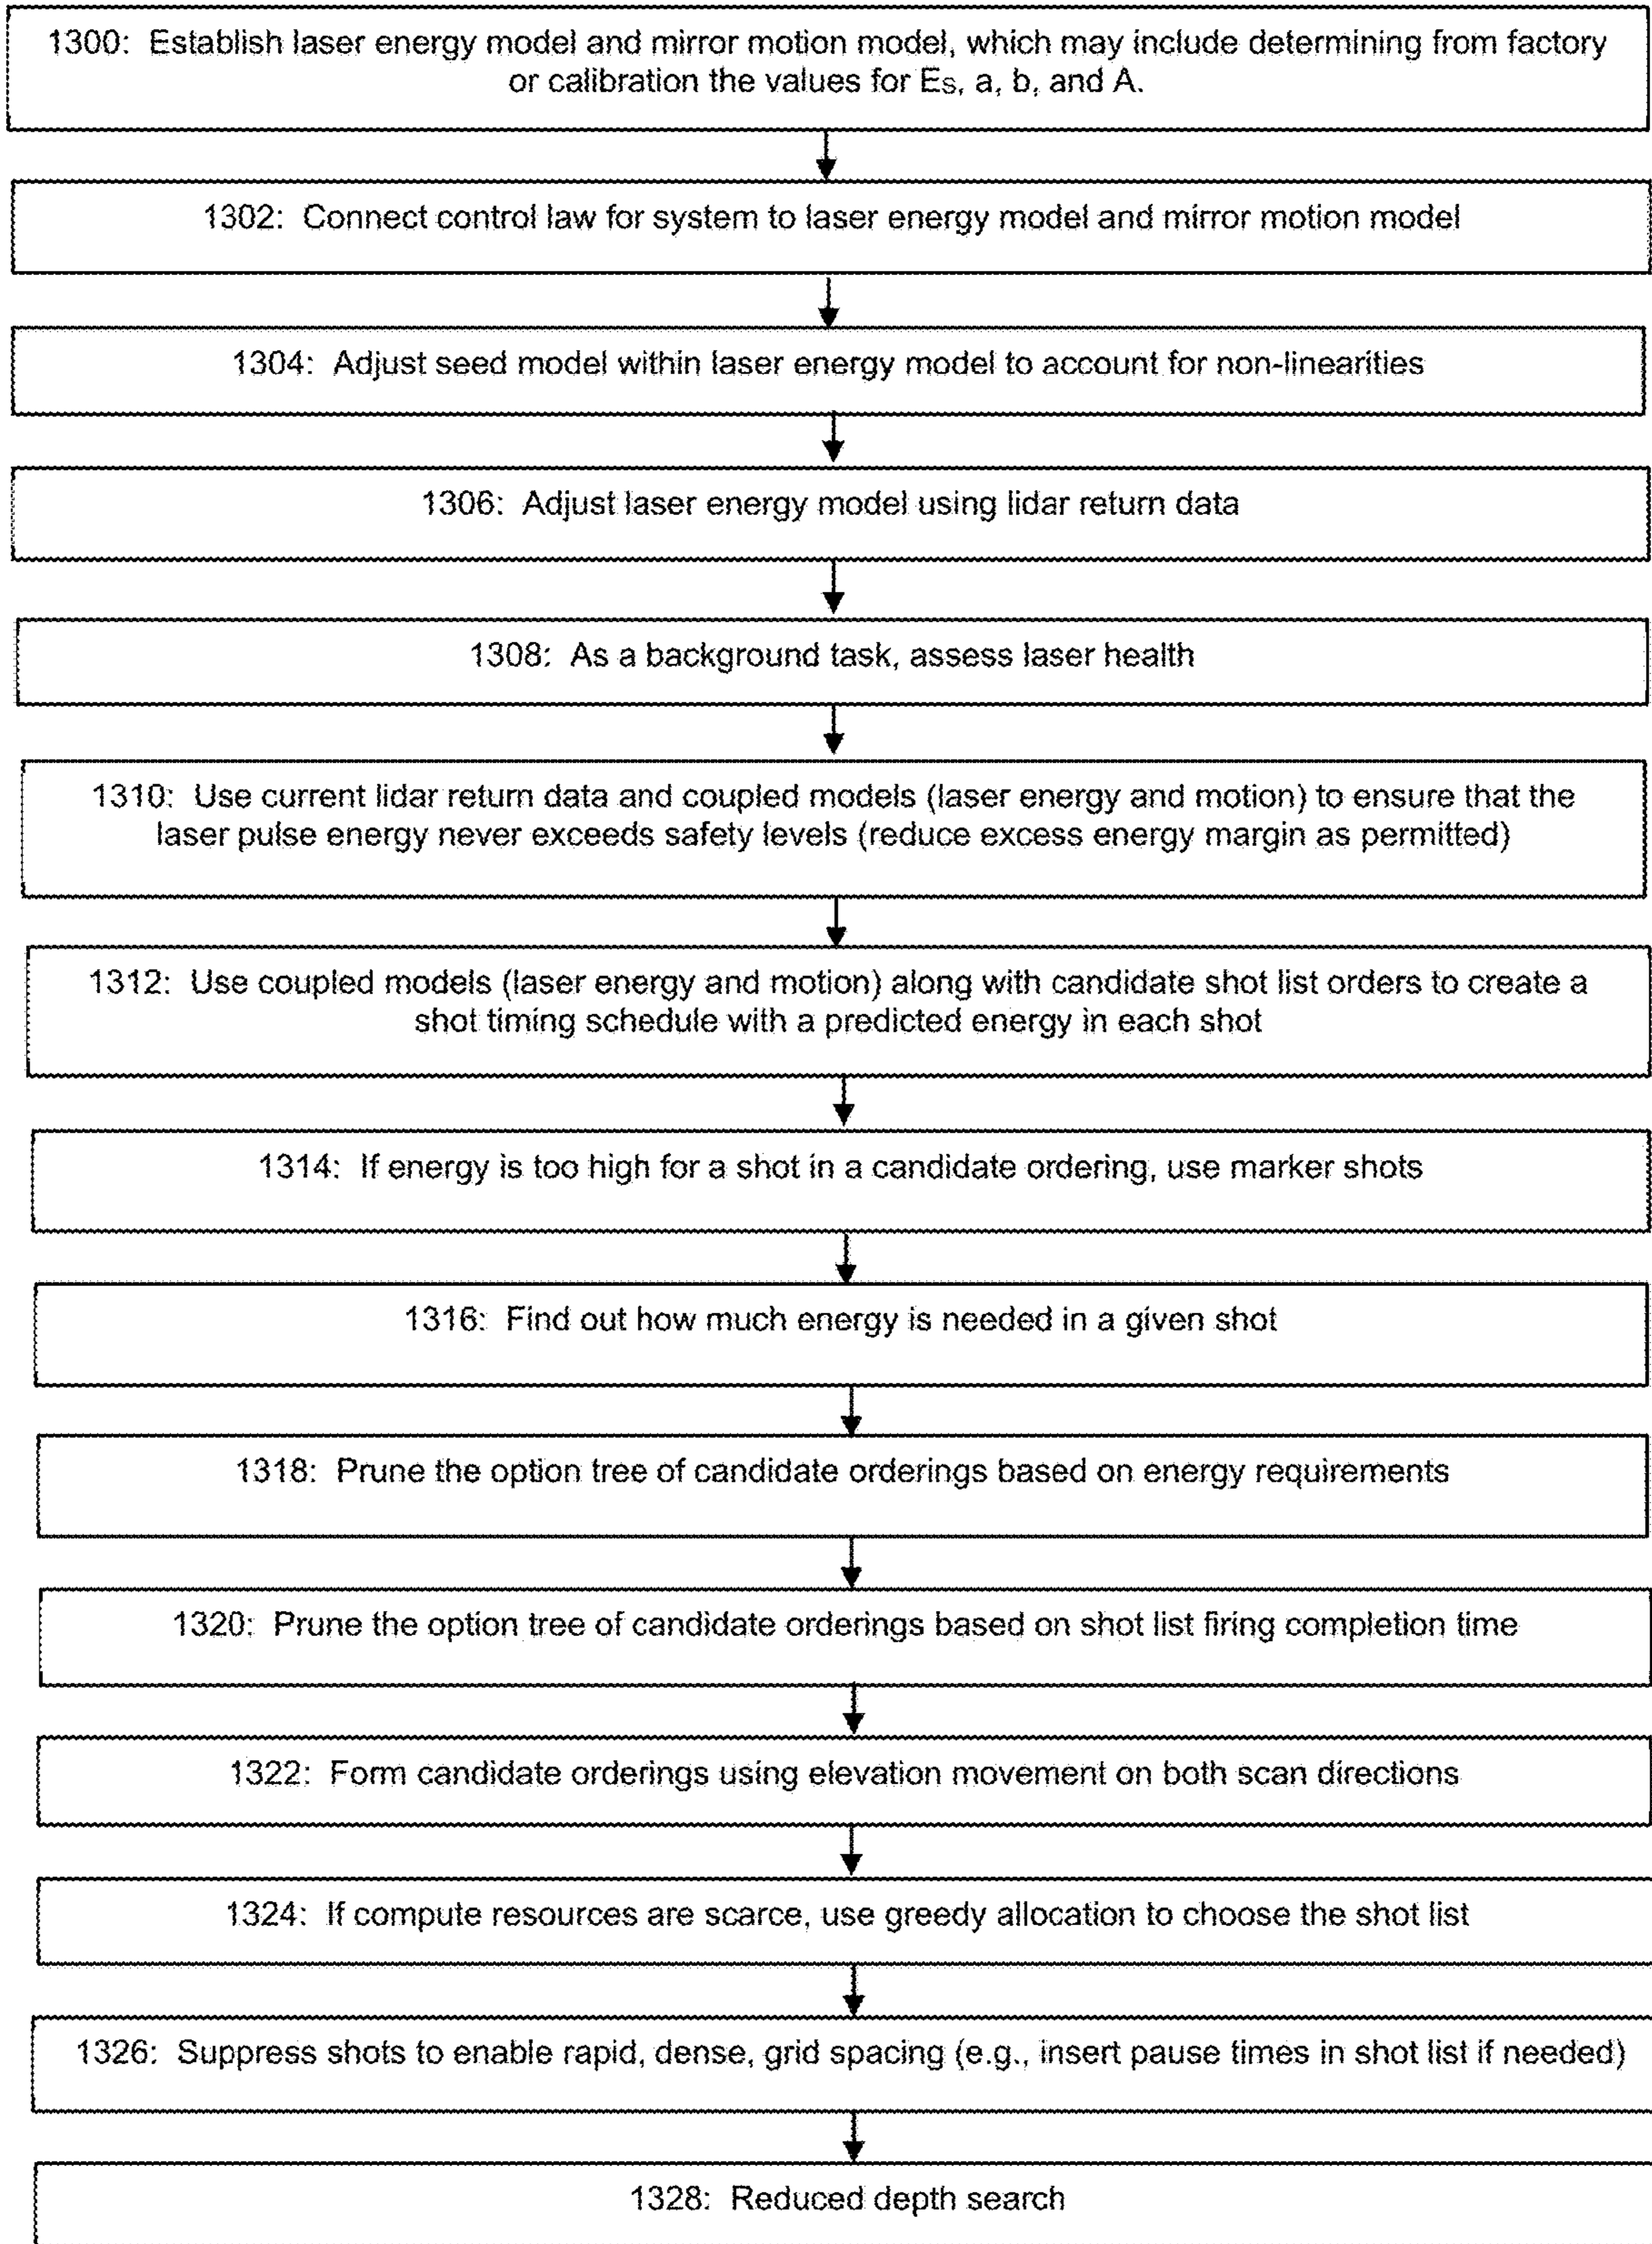 1300: Establish laser energy model and mirror motion model, which may include determining from factory
or calibration the values for Es, a, b, and A.
1302: Connect control law for system to laser energy model and mirror motion model
1304: Adjust seed model within laser energy model to account for non-linearities
1306: Adjust laser energy model using lidar return data
1308: As a background task, assess laser health
1310: Use current lidar return data and coupled models (laser energy and motion) to ensure that the
laser pulse energy never exceeds safety levels (reduce excess energy margin as permitted)
1312: Use coupled models (laser energy and motion) along with candidate shot list orders to create a
shot timing schedule with a predicted energy in each shot
1314: If energy is too high for a shot in a candidate ordering, use marker shots
1316: Find out how much energy is needed in a given shot
1318: Prune the option tree of candidate orderings based on energy requirements
1320: Prune the option tree of candidate orderings based on shot list firing completion time
1322: Form candidate orderings using elevation movement on both scan directions
1324: If compute resources are scarce, use greedy allocation to choose the shot list
1326: Suppress shots to enable rapid, dense, grid spacing (e.g., insert pause times in shot list if needed)
1328: Reduced depth search